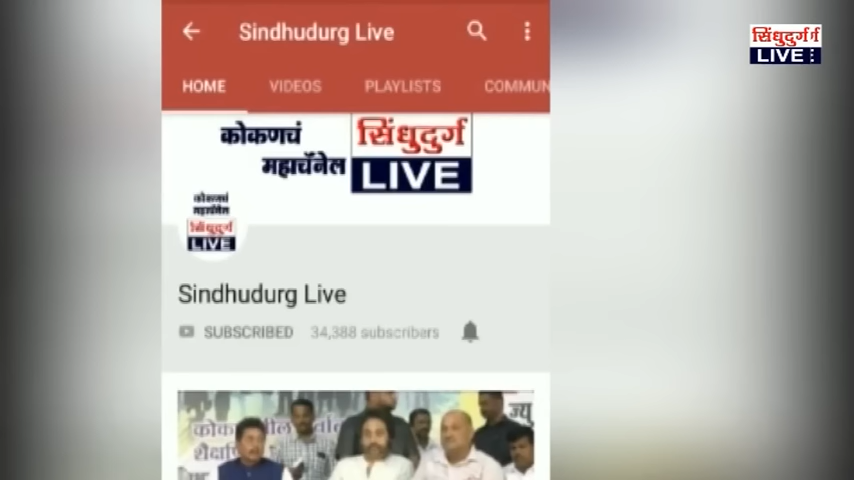 Sindhudurg Live
सिंधुदुर्ग
LIVE
HOME VIDEOS PLAYLISTS COMMUN
कोकणचं
महाचॅनेल
सिंधुदुर्ग
LIVE
कोकणचं
महाचॅनेल
सिंधुदुर्ग
LIVE
Sindhudurg Live
SUBSCRIBED 34,388 subscribers